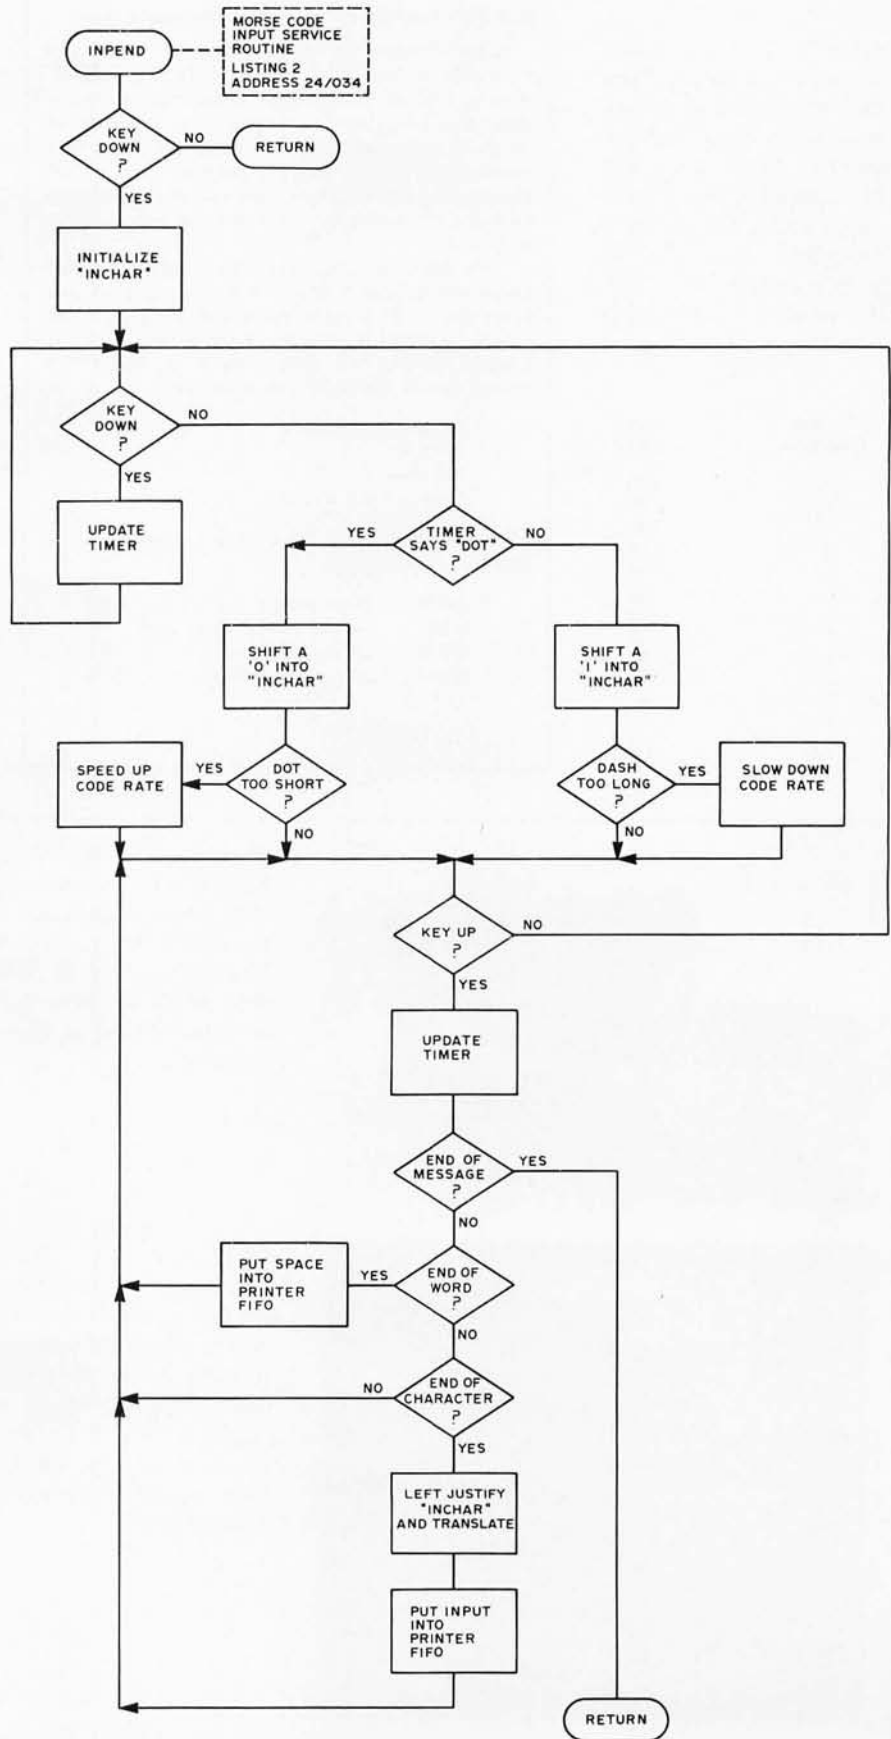 INPEND
MORSE CODE
INPUT SERVICE
ROUTINE
LISTING 2
ADDRESS 24/034
KEY
DOWN
?
NO
RETURN
YES
INITIALIZE
"INCHAR"
KEY
DOWN
?
NO
YES
UPDATE
TIMER
TIMER
SAYS "DOT"
?
YES
NO
SHIFT A
'0' INTO
"INCHAR"
SHIFT A
'1' INTO
"INCHAR"
SPEED UP
CODE RATE
YES
DOT
TOO SHORT
?
NO
DASH
TOO LONG
?
YES
NO
SLOW DOWN
CODE RATE
KEY UP
?
NO
YES
UPDATE
TIMER
END OF
MESSAGE
?
YES
NO
PUT SPACE
INTO
PRINTER
FIFO
YES
END OF
WORD
?
NO
NO
END OF
CHARACTER
?
YES
LEFT JUSTIFY
"INCHAR"
AND TRANSLATE
PUT INPUT
INTO
PRINTER
FIFO
RETURN